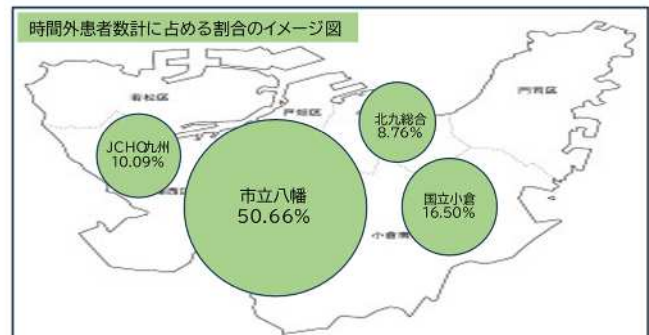 時間外患者数計に占める割合のイメージ図
若松区
戸畑区
門司区
北九総合
8.76%
JCHO九州
10.09%
市立八幡
50.66%
国立小倉
16.50%
西区
小倉南